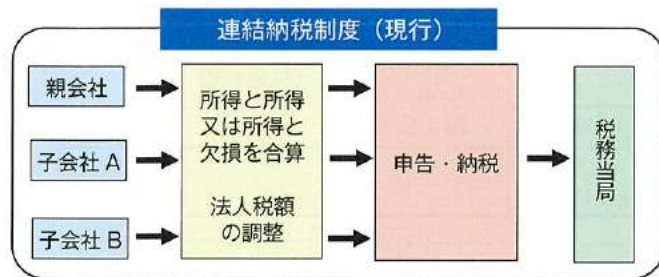 連結納税制度（現行）
親会社
子会社 A
子会社 B
所得と所得
又は所得と
欠損を合算
法人税額
の調整
申告・納税
税務当局